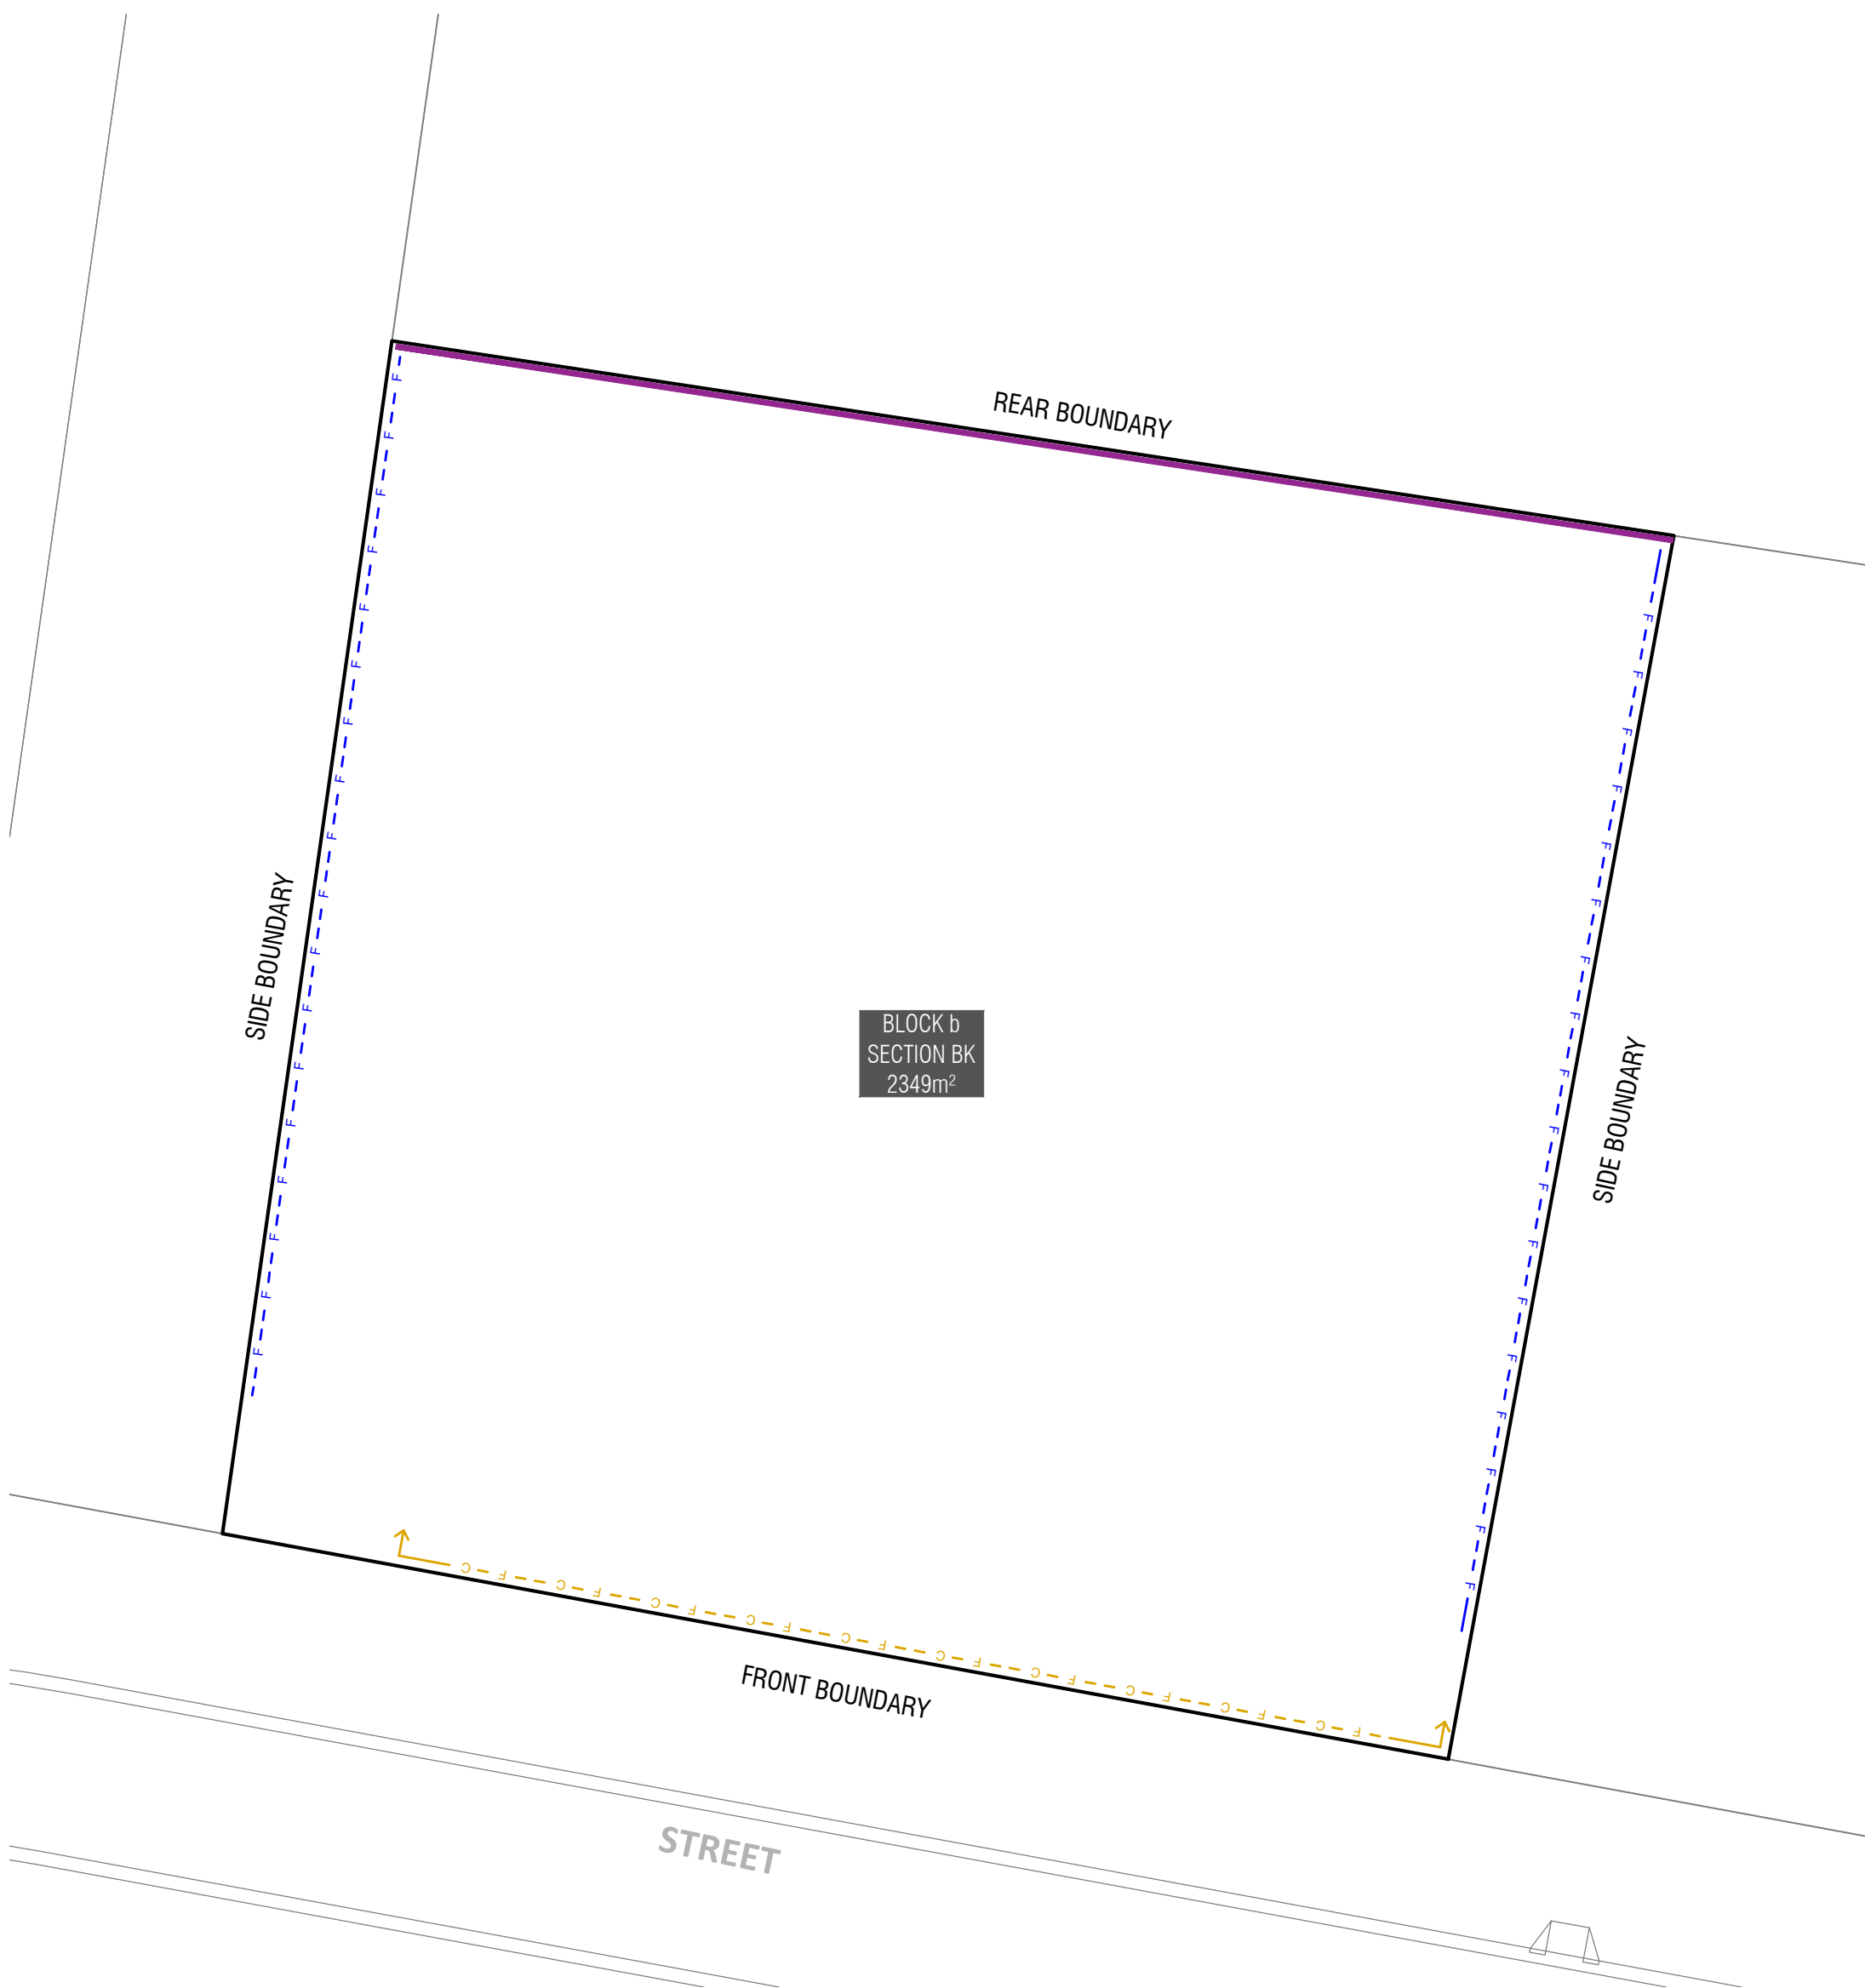 REAR BOUNDARY
SIDE BOUNDARY
BLOCK b
SECTION BK
2349m²
SIDE BOUNDARY
C F C F C F C F C F C F C F C F C F C F
FRONT BOUNDARY
STREET
F F F F F F F F F F F F F F F F F F
F F F F F F F F F F F F F F F F F F